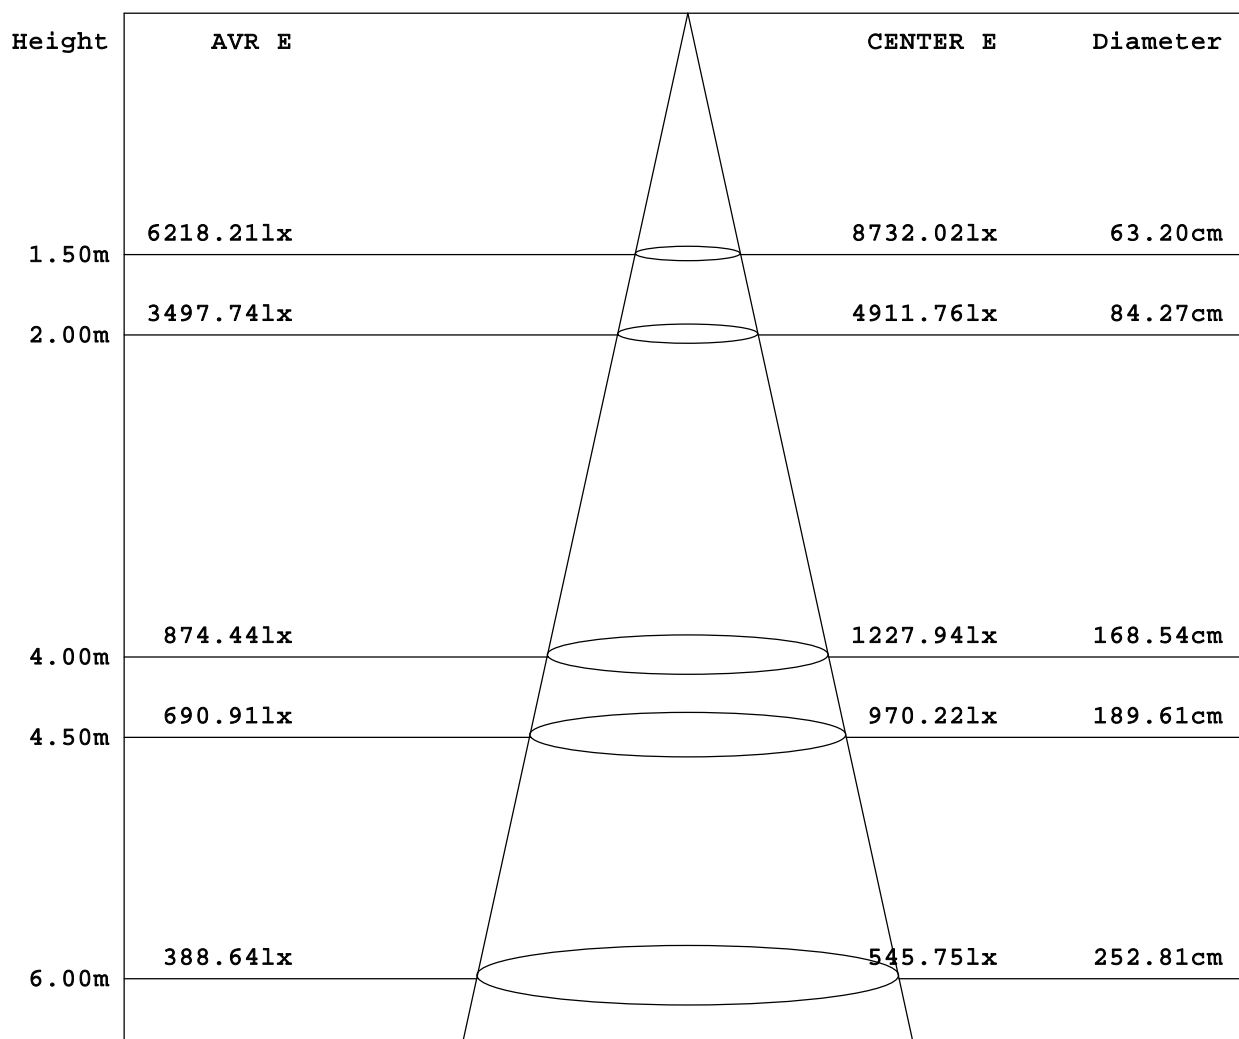 Height AVR E CENTER E Diameter
6218.21lx 8732.02lx 63.20cm
1.50m
3497.74lx 4911.76lx 84.27cm
2.00m
874.44lx 1227.94lx 168.54cm
4.00m
690.91lx 970.22lx 189.61cm
4.50m
388.64lx 545.75lx 252.81cm
6.00m